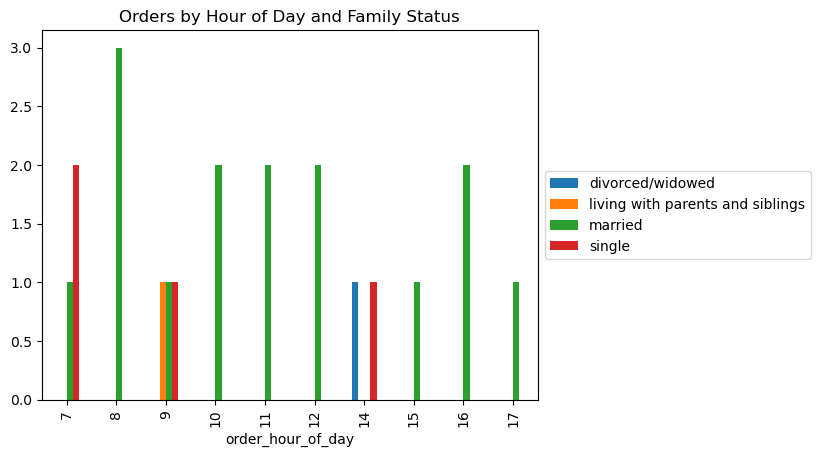 Orders by Hour of Day and Family Status
3.0
2.5
2.0
1.5
1.0
0.5
0.0
7 8 9 10 11 12 14 15 16 17
order_hour_of_day
divorced/widowed
living with parents and siblings
married
single